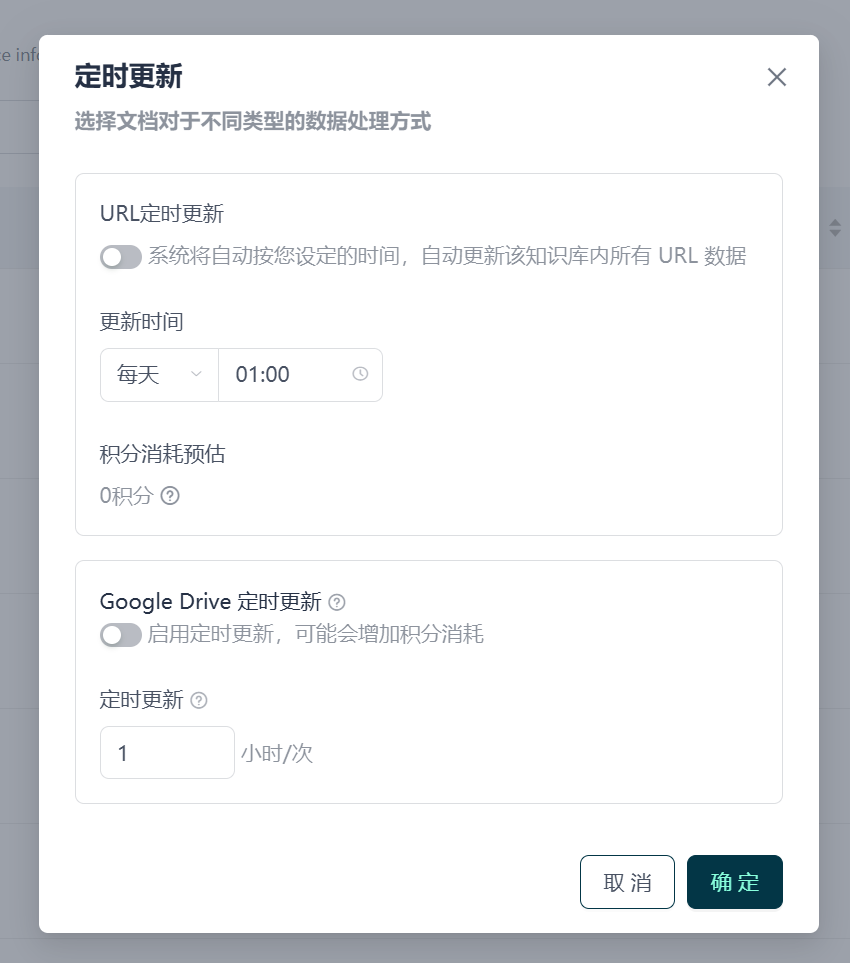 ce info
定时更新
选择文档对于不同类型的数据处理方式
URL定时更新
系统将自动按您设定的时间，自动更新该知识库内所有 URL 数据
更新时间
每天
01:00
积分消耗预估
0积分
Google Drive 定时更新
启用定时更新，可能会增加积分消耗
定时更新
1
小时/次
取 消
确 定